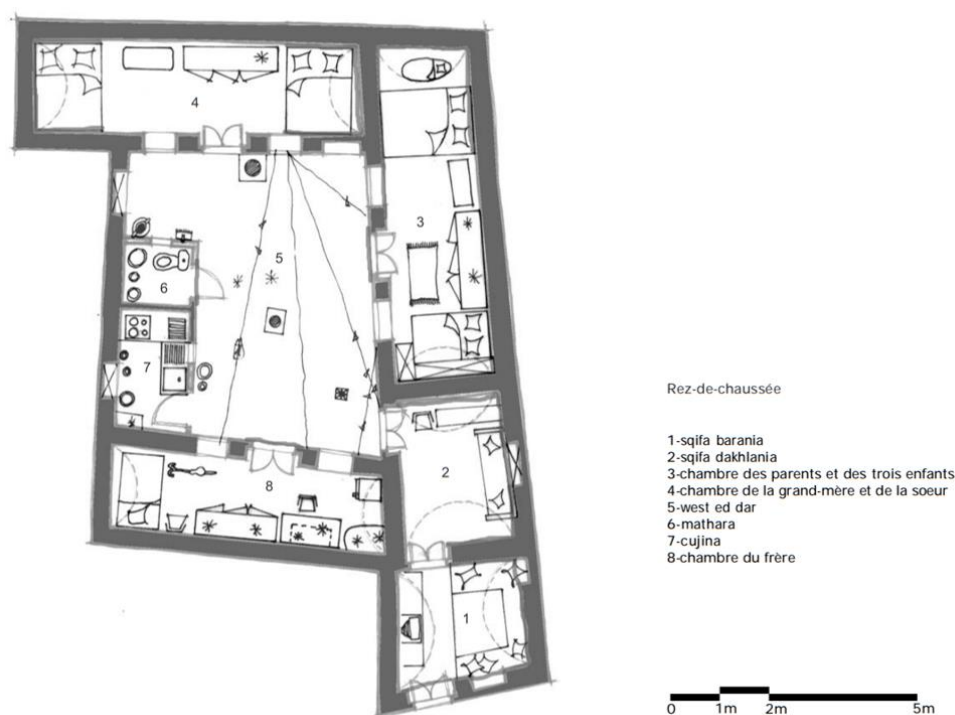 4
3
5
6
7
2
8
1
Rez-de-chaussée
1-sqifa barania
2-sqifa dakhlania
3-chambre des parents et des trois enfants
4-chambre de la grand-mère et de la soeur
5-west ed dar
6-mathara
7-cujina
8-chambre du frère
0 1m 2m 5m